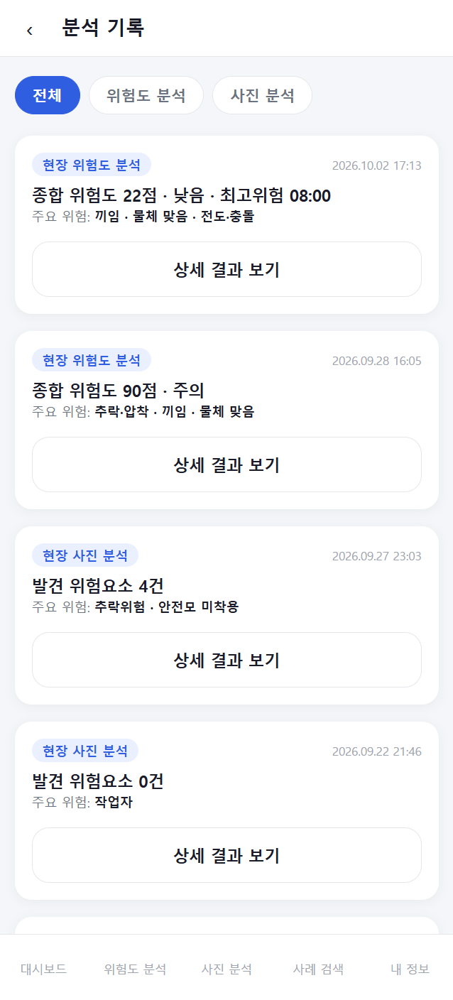 ‹ 분석 기록
전체 위험도 분석 사진 분석
현장 위험도 분석 2026.10.02 17:13
종합 위험도 22점 · 낮음 · 최고위험 08:00
주요 위험: 끼임 · 물체 맞음 · 전도·충돌
상세 결과 보기
현장 위험도 분석 2026.09.28 16:05
종합 위험도 90점 · 주의
주요 위험: 추락·압착 · 끼임 · 물체 맞음
상세 결과 보기
현장 사진 분석 2026.09.27 23:03
발견 위험요소 4건
주요 위험: 추락위험 · 안전모 미착용
상세 결과 보기
현장 사진 분석 2026.09.22 21:46
발견 위험요소 0건
주요 위험: 작업자
상세 결과 보기
대시보드 위험도 분석 사진 분석 사례 검색 내 정보